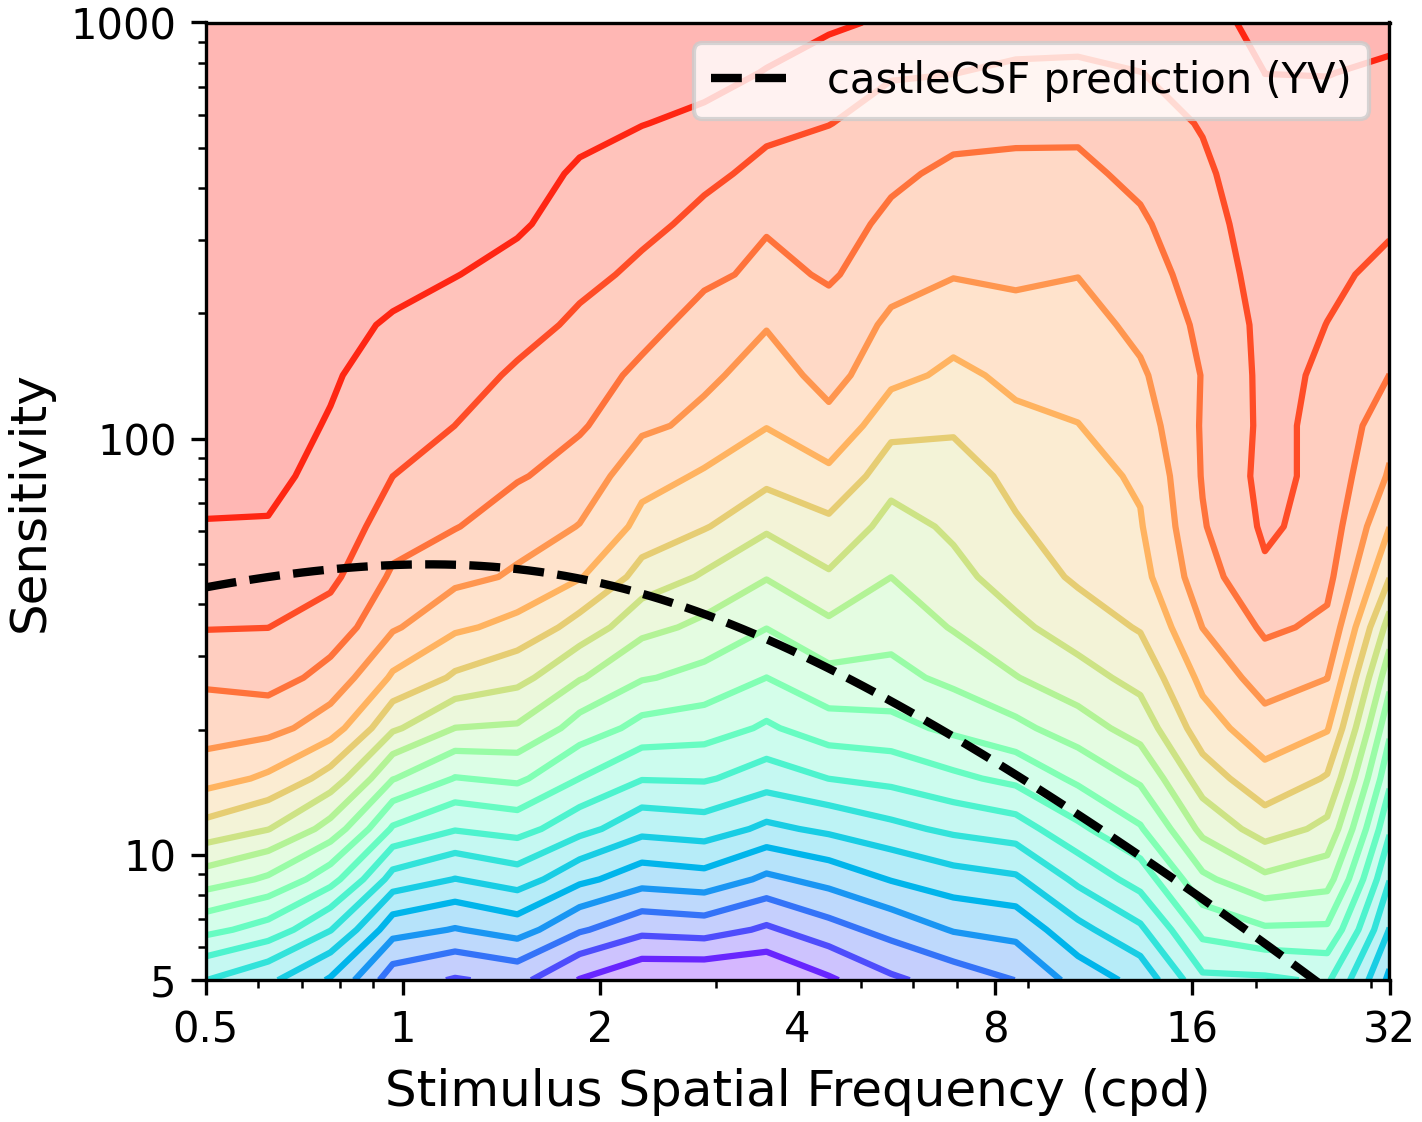 1000
castleCSF prediction (YV)
Sensitivity
100
10
5
0.5 1 2 4 8 16 32
Stimulus Spatial Frequency (cpd)